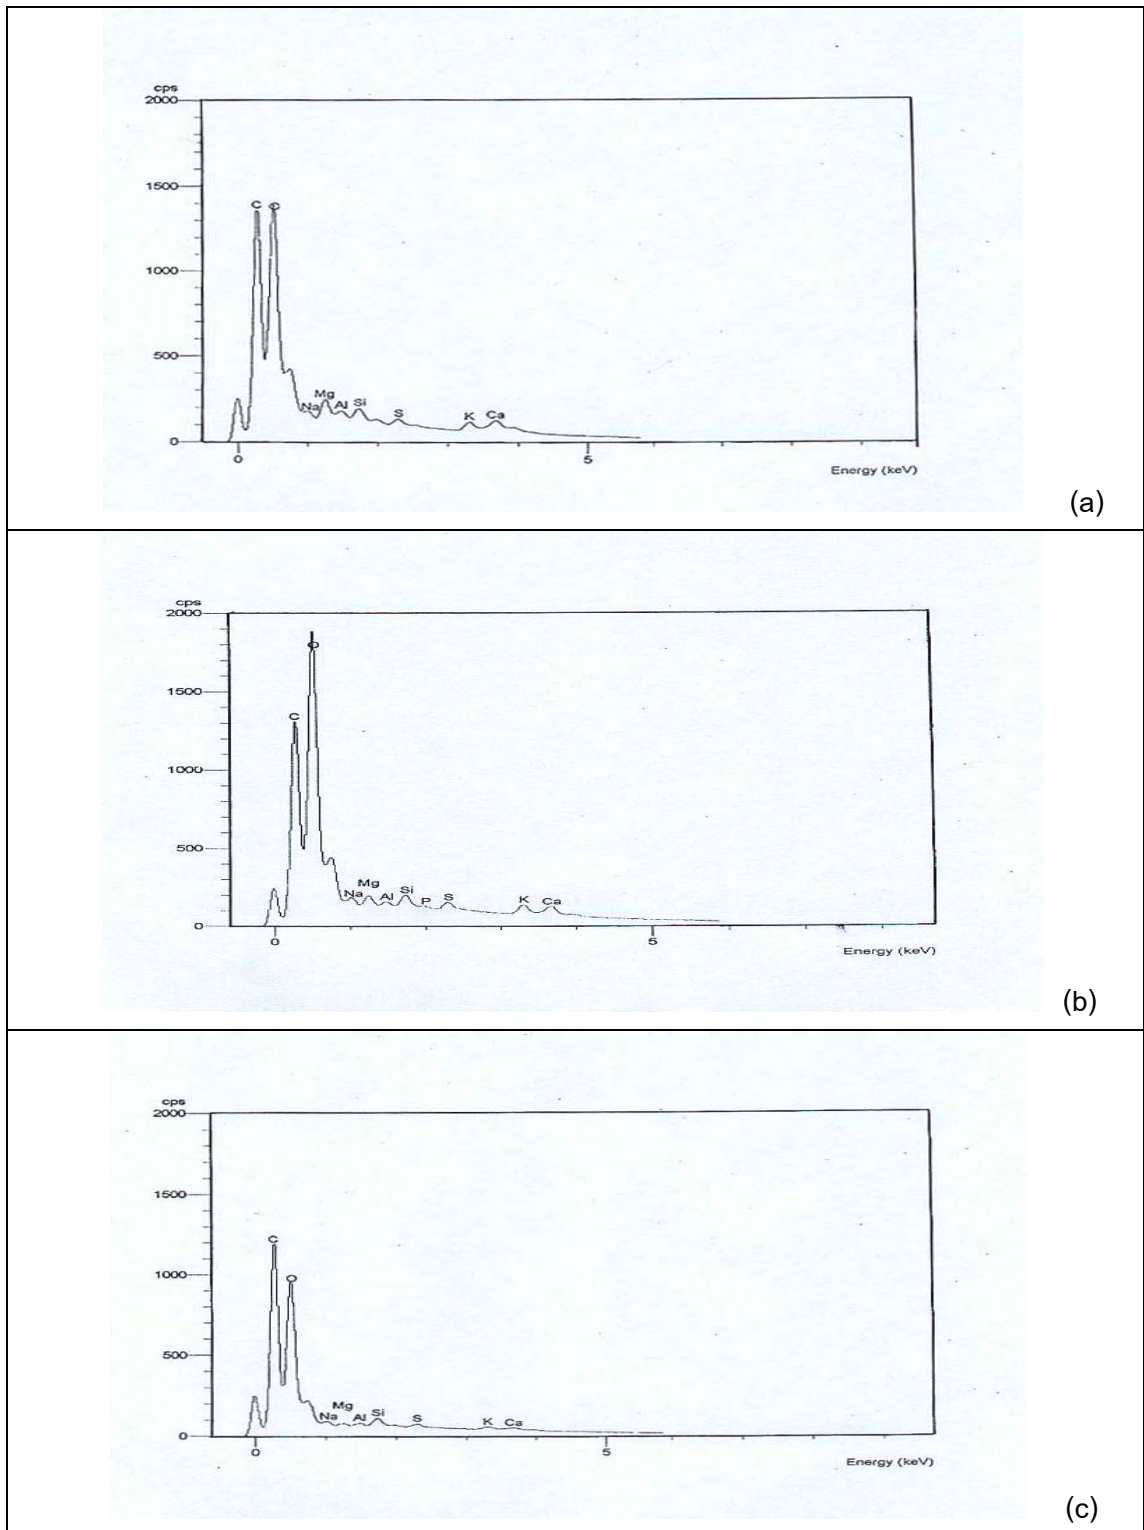 cps
2000
1500
C O
1000
500
Na Mg Al Si S K Ca
0
0 5
Energy (keV)
(a)
cps
2000
O
1500
C
1000
500
Na Mg Al Si P S K Ca
0
0 5
Energy (keV)
(b)
cps
2000
1500
C
1000
O
500
Na Mg Al Si S K Ca
0
0 5
Energy (keV)
(c)